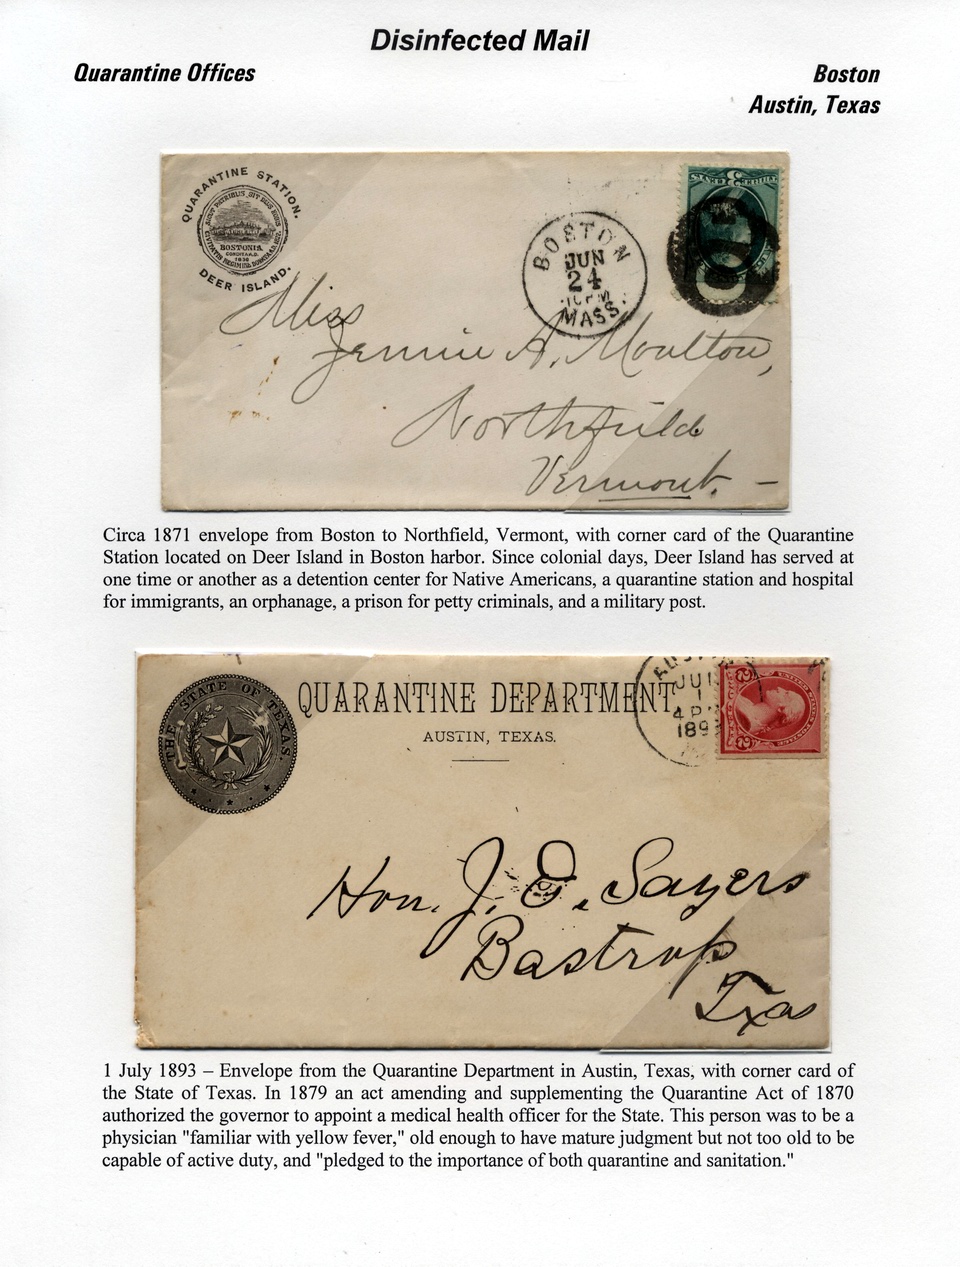 Disinfected Mail
Quarantine Offices
Boston
Austin, Texas
QUARANTINE STATION.
BOSTONIA
CONDITA A.D.
1630
DEER ISLAND.
BOSTON
JUN
24
MASS.
Miss
Jennie A. Moulton,
Northfield
Vermont. –
Circa 1871 envelope from Boston to Northfield, Vermont, with corner card of the Quarantine
Station located on Deer Island in Boston harbor. Since colonial days, Deer Island has served at
one time or another as a detention center for Native Americans, a quarantine station and hospital
for immigrants, an orphanage, a prison for petty criminals, and a military post.
THE STATE OF TEXAS.
QUARANTINE DEPARTMENT
AUSTIN, TEXAS.
JUL
1
4 P
189
Hon. J. D. Sayers
Bastrop
Txas
1 July 1893 – Envelope from the Quarantine Department in Austin, Texas, with corner card of
the State of Texas. In 1879 an act amending and supplementing the Quarantine Act of 1870
authorized the governor to appoint a medical health officer for the State. This person was to be a
physician "familiar with yellow fever," old enough to have mature judgment but not too old to be
capable of active duty, and "pledged to the importance of both quarantine and sanitation."